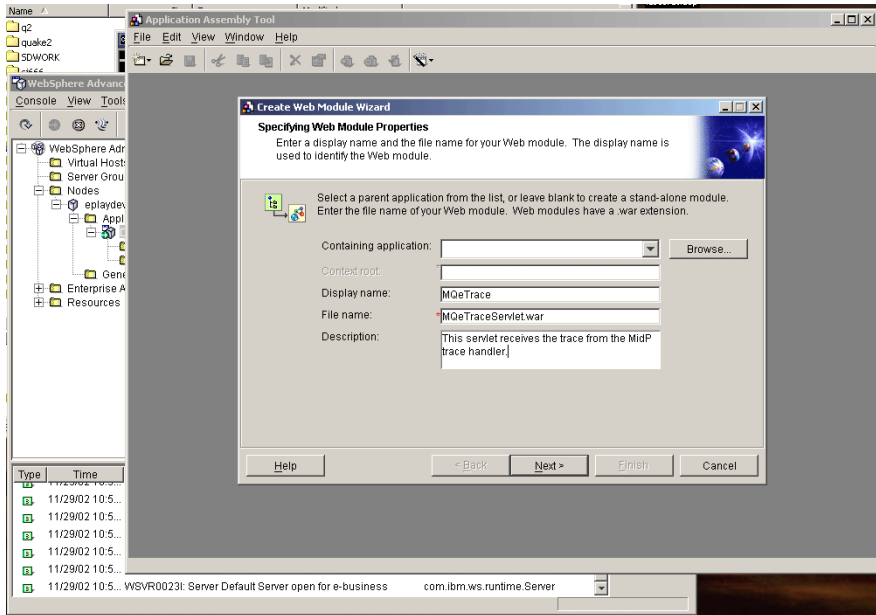 Name
Application Assembly Tool
q2
quake2
SDWORK
File Edit View Window Help
WebSphere Advanc
Console View Tools
WebSphere Adr
Virtual Host
Server Grou
Nodes
eplaydev
Appl
Gene
Enterprise A
Resources
Create Web Module Wizard
Specifying Web Module Properties
Enter a display name and the file name for your Web module. The display name is
used to identify the Web module.
Select a parent application from the list, or leave blank to create a stand-alone module.
Enter the file name of your Web module. Web modules have a .war extension.
Containing application: Browse...
Context root:
Display name: MQeTrace
File name: *MQeTraceServlet.war
Description: This servlet receives the trace from the MidP
trace handler.
Help < Back Next > Finish Cancel
Type Time
11/29/02 10:5...
11/29/02 10:5...
11/29/02 10:5...
11/29/02 10:5...
11/29/02 10:5...
11/29/02 10:5...
11/29/02 10:5... WSVR0023I: Server Default Server open for e-business com.ibm.ws.runtime.Server